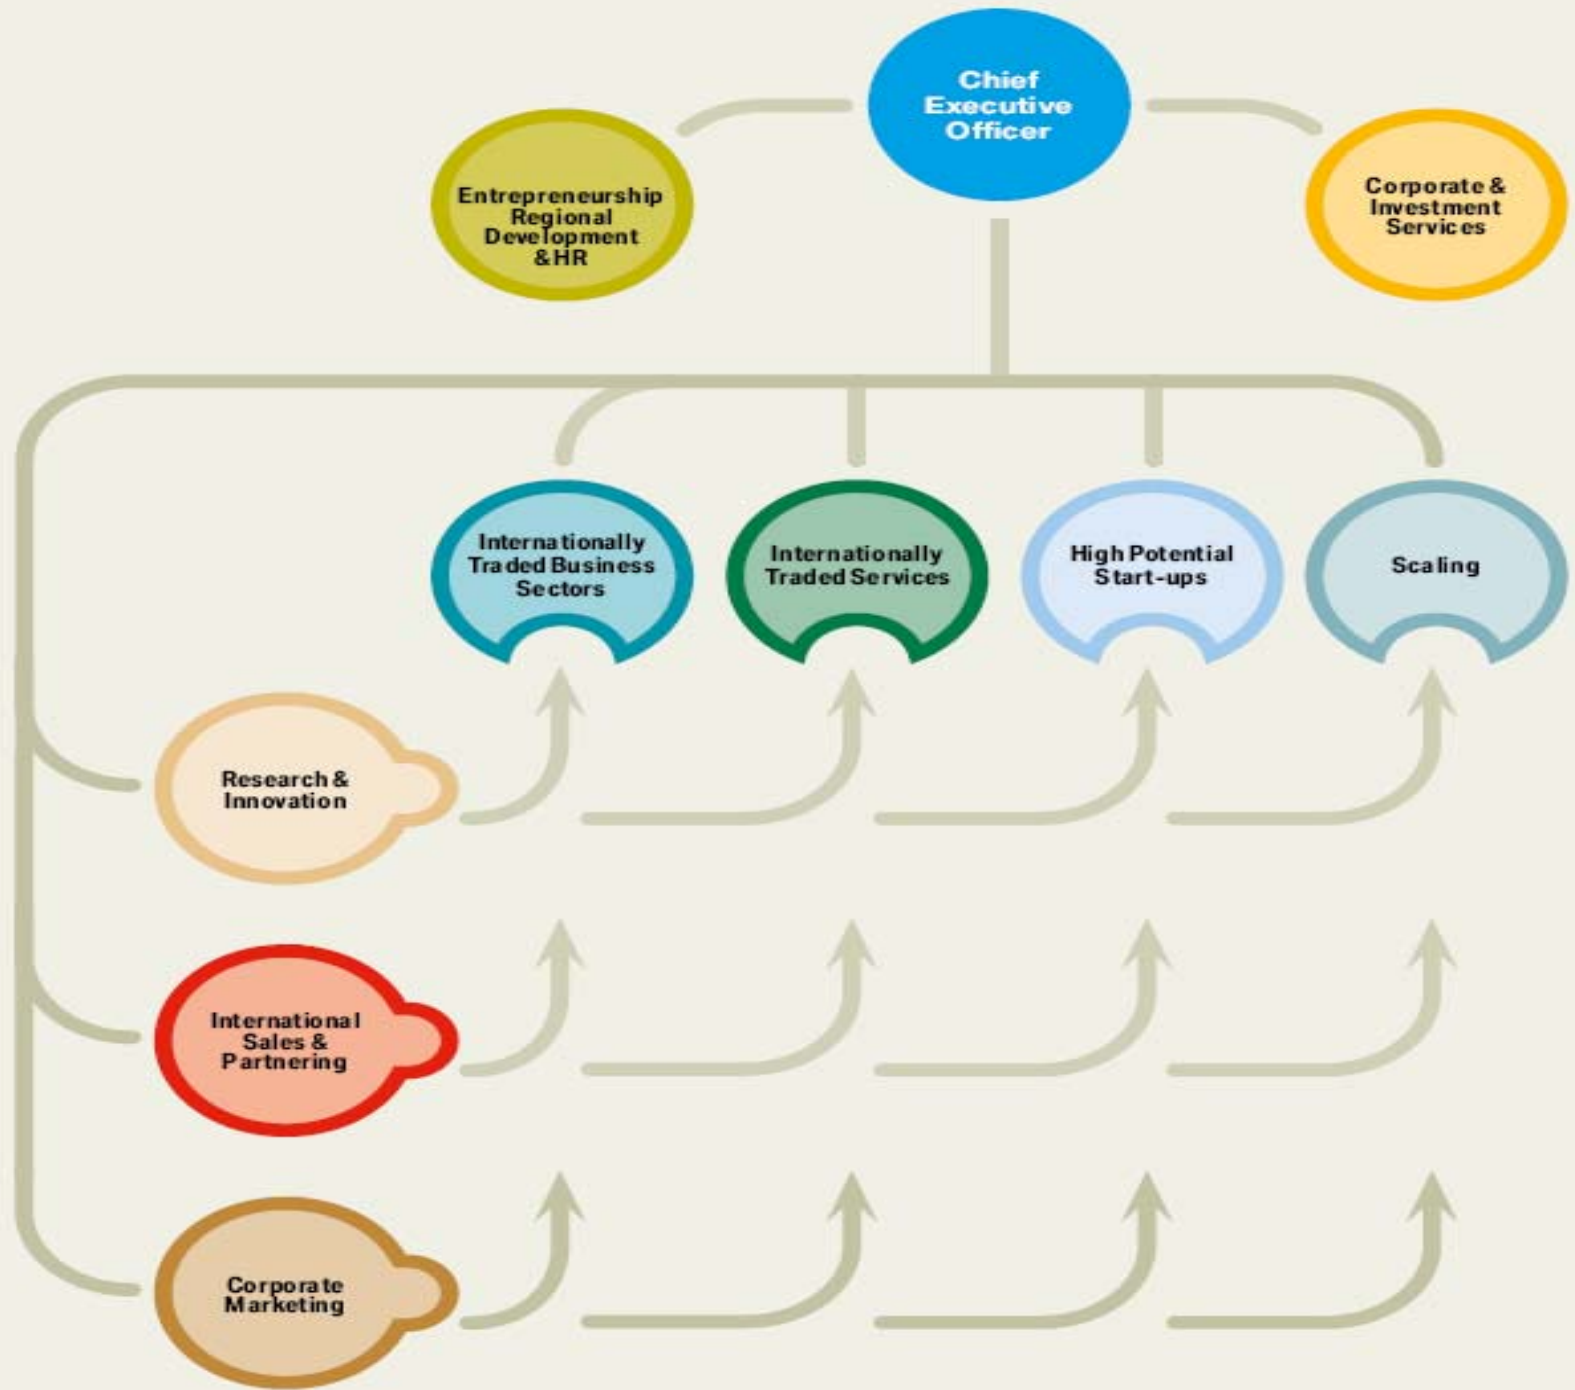 Chief
Executive
Officer
Entrepreneurship
Regional
Development
&HR
Corporate &
Investment
Services
Internationally
Traded Business
Sectors
Internationally
Traded Services
High Potential
Start-ups
Scaling
Research &
Innovation
International
Sales &
Partnering
Corporate
Marketing